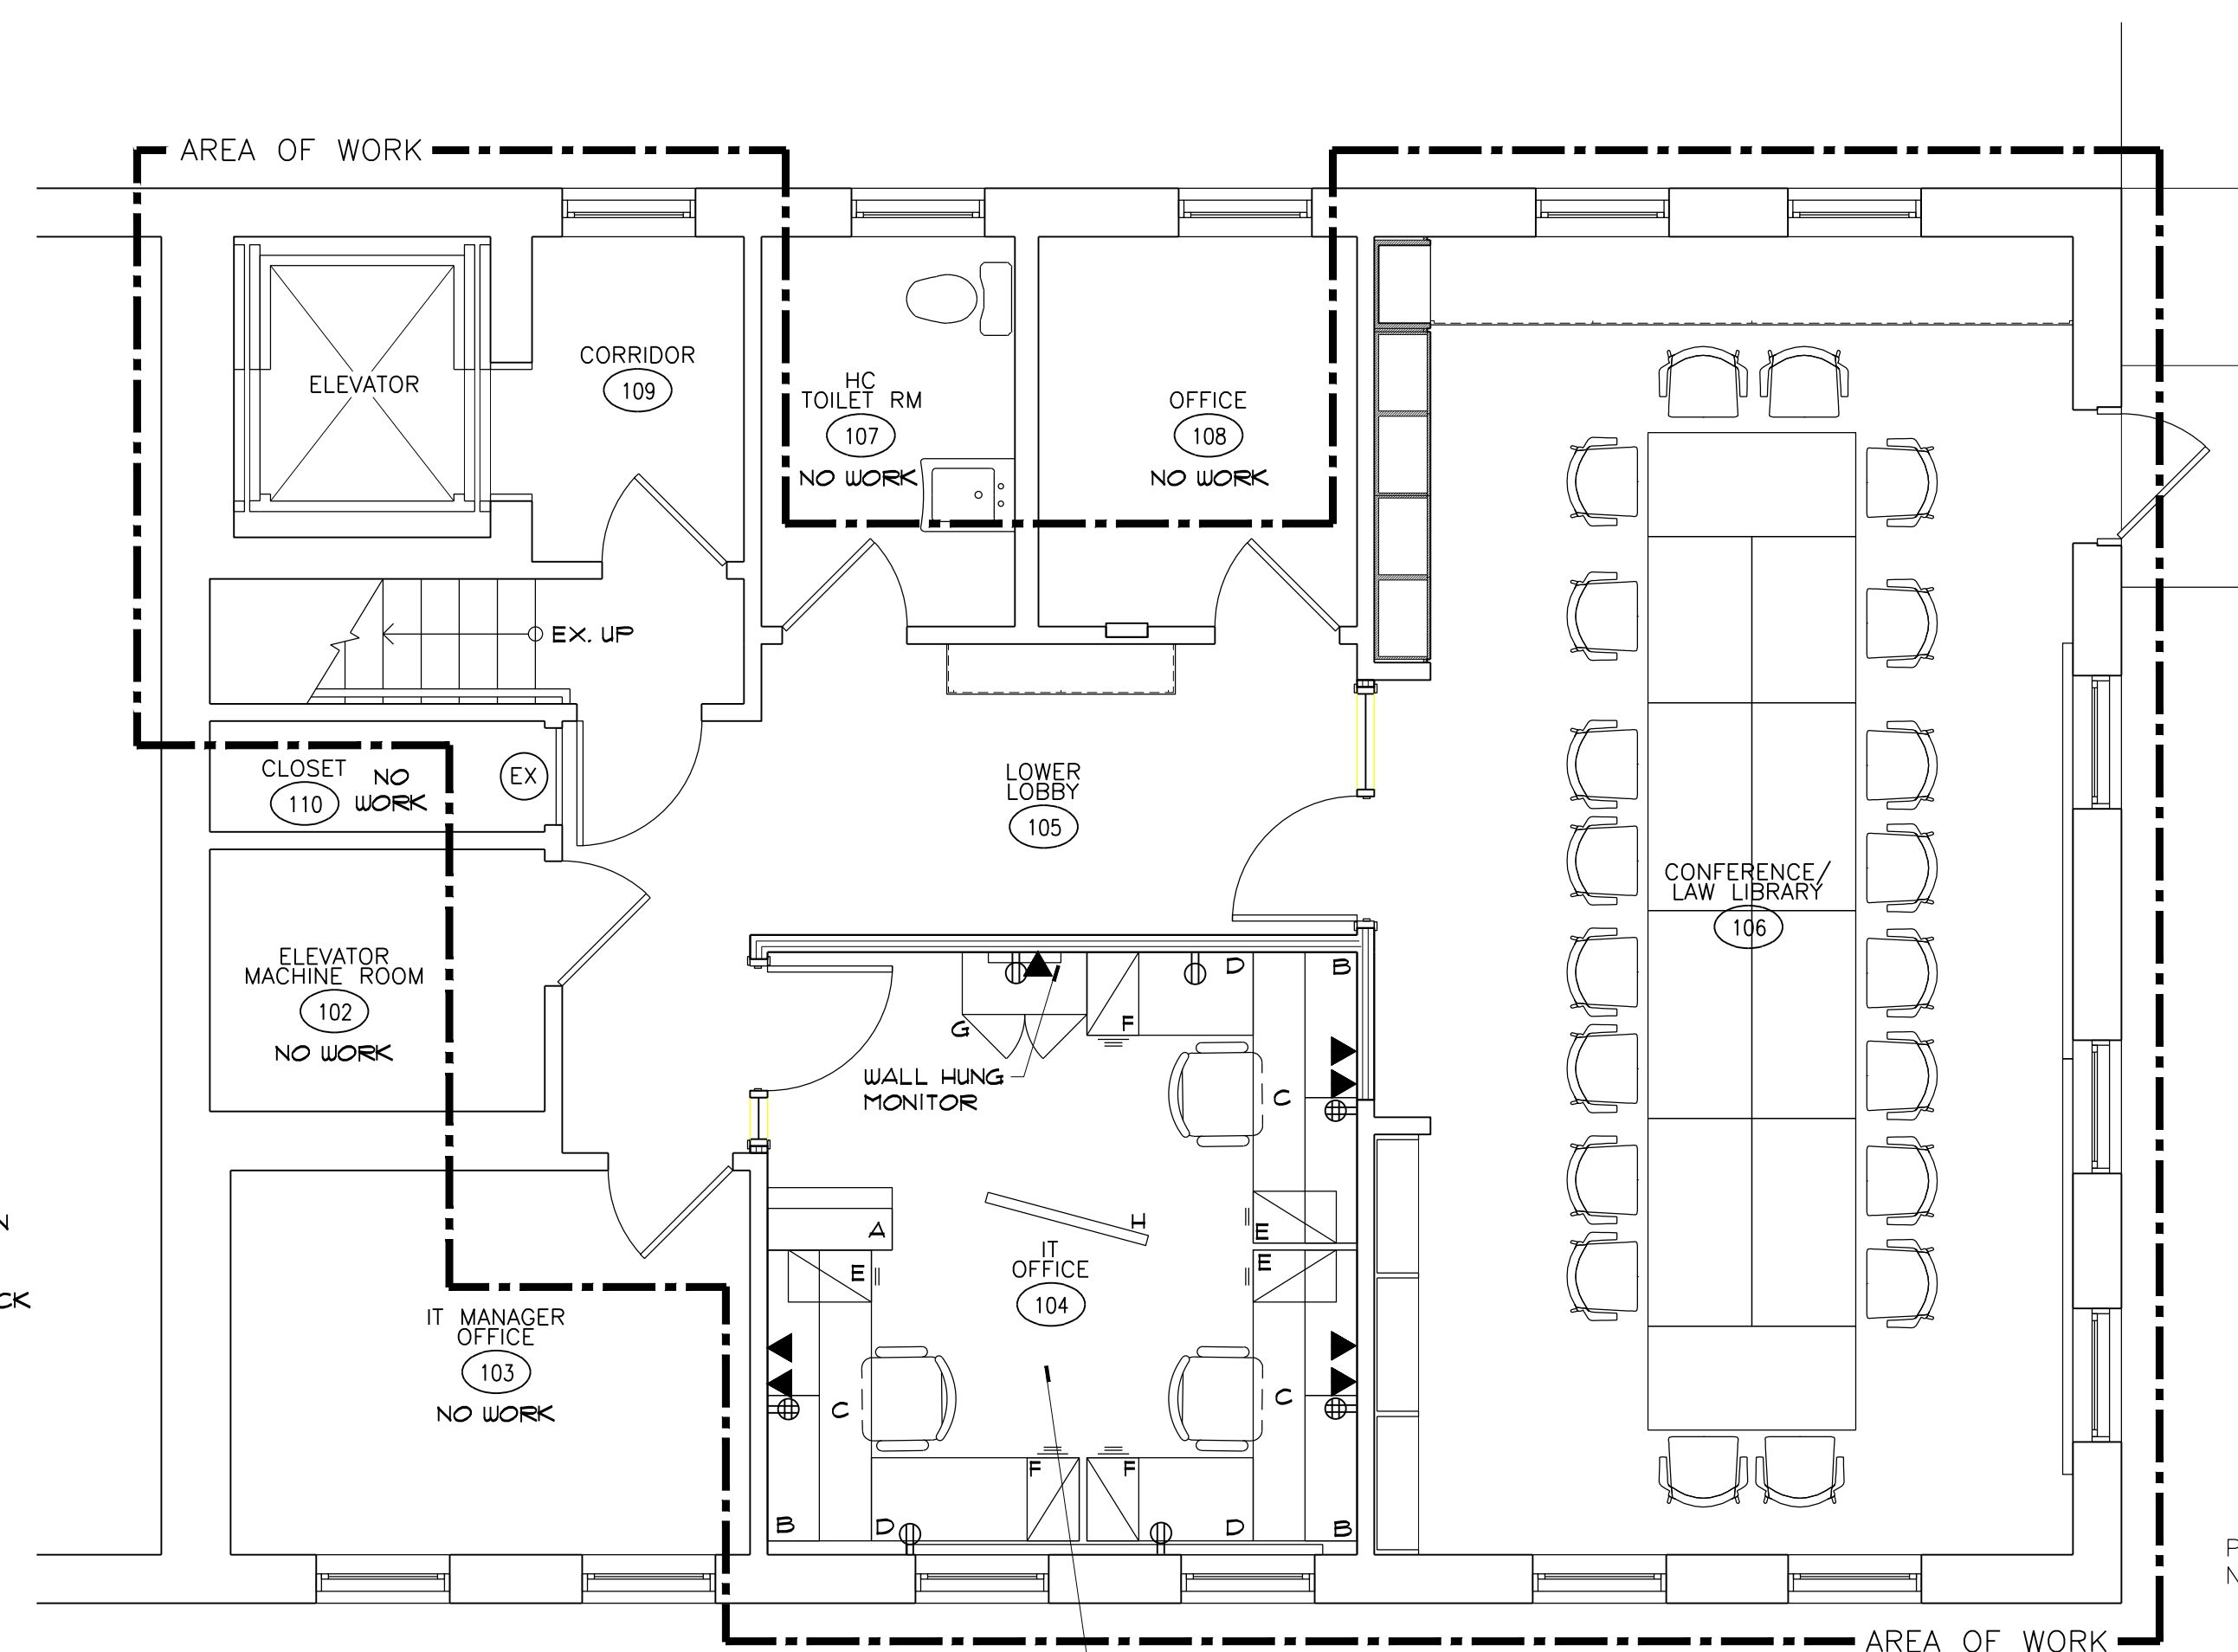 AREA OF WORK
ELEVATOR
CORRIDOR
109
HC
TOILET RM
107
NO WORK
OFFICE
108
NO WORK
EX. UP
CLOSET
110
NO
WORK
EX
LOWER
LOBBY
105
CONFERENCE/
LAW LIBRARY
106
ELEVATOR
MACHINE ROOM
102
NO WORK
D
B
G
F
WALL HUNG
MONITOR
C
A
H
E
E
E
IT
OFFICE
104
IT MANAGER
OFFICE
103
NO WORK
C
C
F
F
B
D
D
B
CK
AREA OF WORK